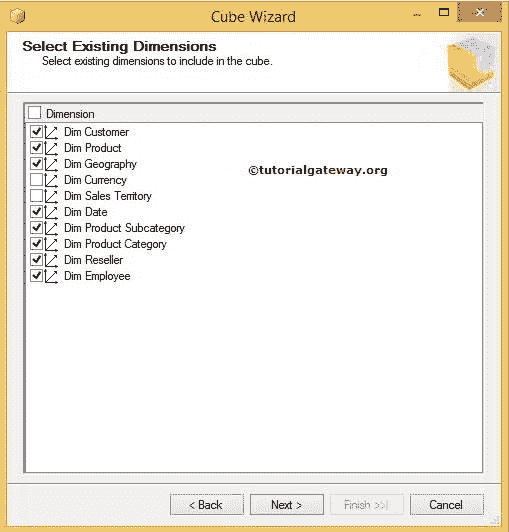 Cube Wizard
Select Existing Dimensions
Select existing dimensions to include in the cube.
Dimension
Dim Customer
Dim Product
Dim Geography
©tutorialgateway.org
Dim Currency
Dim Sales Territory
Dim Date
Dim Product Subcategory
Dim Product Category
Dim Reseller
Dim Employee
< Back Next > Finish >>| Cancel